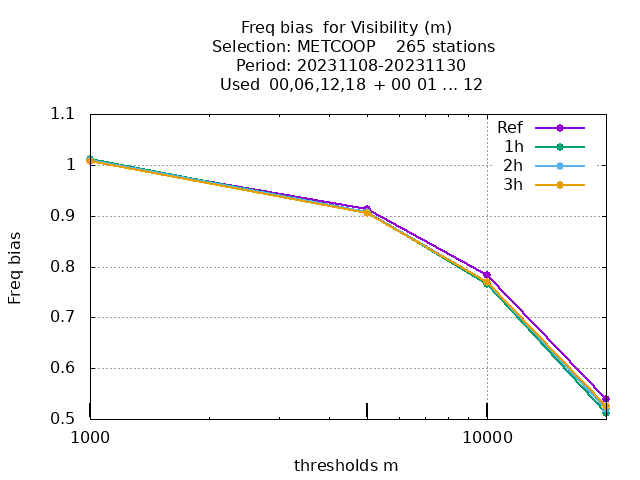 Freq bias  for Visibility (m)
Selection: METCOOP    265 stations
Period: 20231108-20231130
Used  00,06,12,18  + 00 01 ... 12
1.1
1
0.9
0.8
0.7
0.6
0.5
Freq bias
Ref
1h
2h
3h
1000
10000
thresholds m